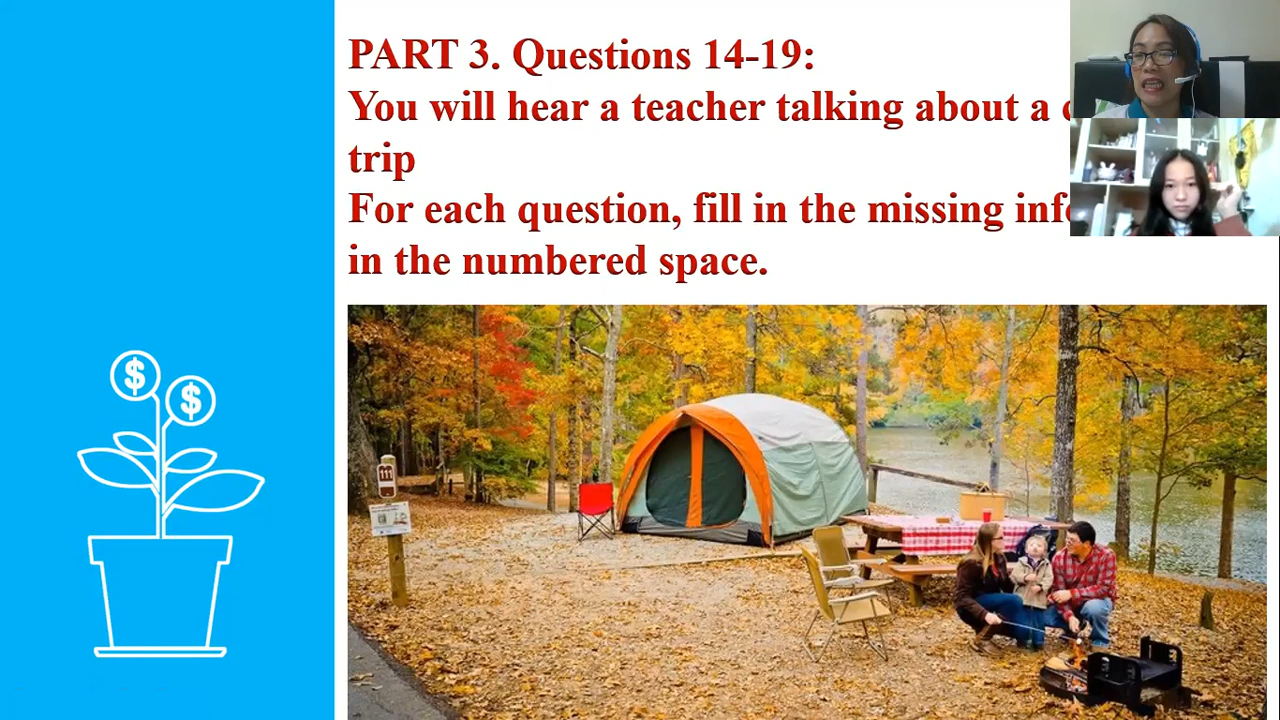 PART 3. Questions 14-19:
You will hear a teacher talking about a
trip
For each question, fill in the missing
in the numbered space.
$
$
111